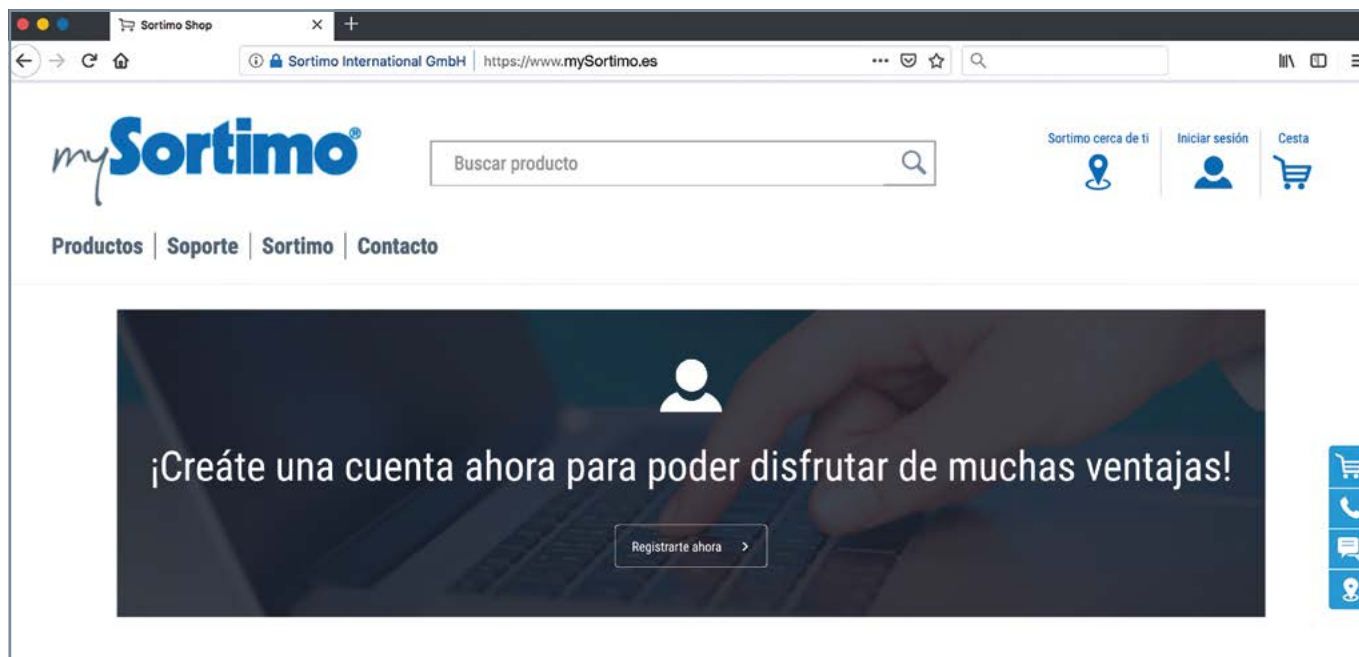 Sortimo Shop
Sortimo International GmbH https://www.mySortimo.es
mySortimo®
Buscar producto
Sortimo cerca de ti
Iniciar sesión
Cesta
Productos | Soporte | Sortimo | Contacto
¡Creáte una cuenta ahora para poder disfrutar de muchas ventajas!
Registrarte ahora